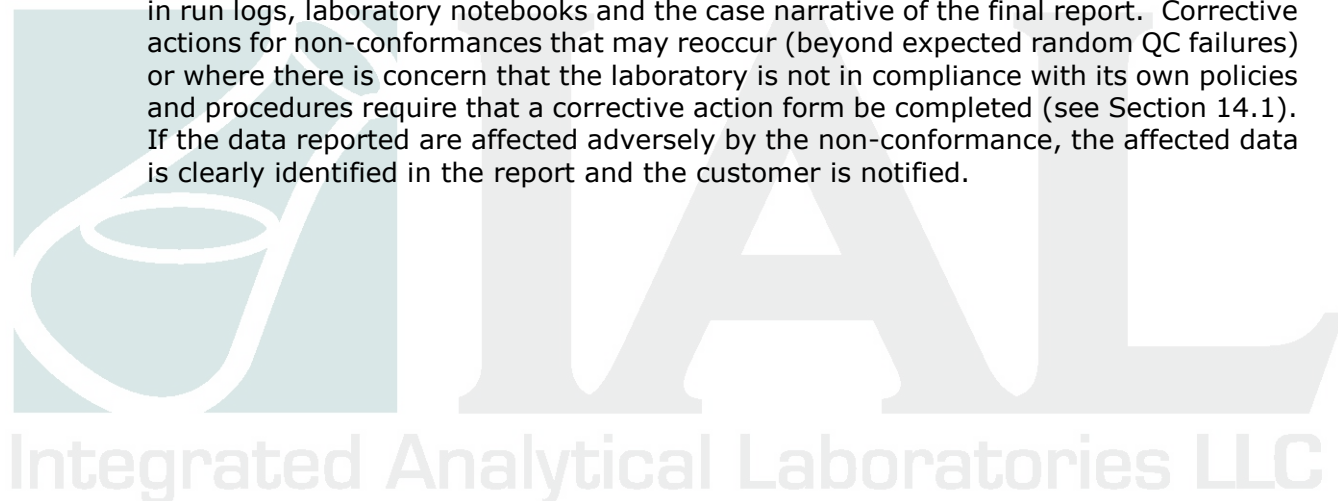 in run logs, laboratory notebooks and the case narrative of the final report. Corrective
actions for non-conformances that may reoccur (beyond expected random QC failures)
or where there is concern that the laboratory is not in compliance with its own policies
and procedures require that a corrective action form be completed (see Section 14.1).
If the data reported are affected adversely by the non-conformance, the affected data
is clearly identified in the report and the customer is notified.
IAL
Integrated Analytical Laboratories LLC